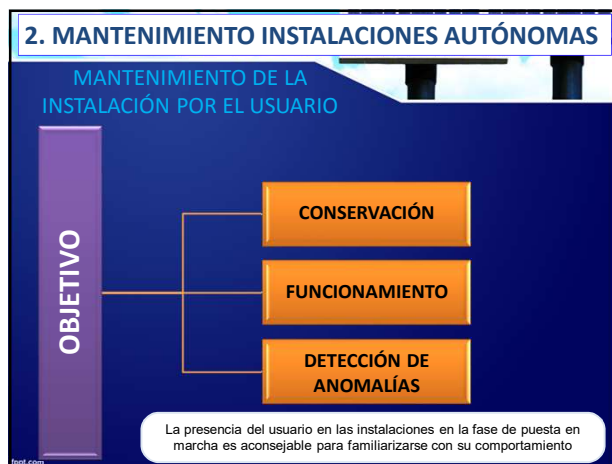 2. MANTENIMIENTO INSTALACIONES AUTÓNOMAS
MANTENIMIENTO DE LA
INSTALACIÓN POR EL USUARIO
OBJETIVO
CONSERVACIÓN
FUNCIONAMIENTO
DETECCIÓN DE
ANOMALÍAS
La presencia del usuario en las instalaciones en la fase de puesta en
marcha es aconsejable para familiarizarse con su comportamiento
fppt.com